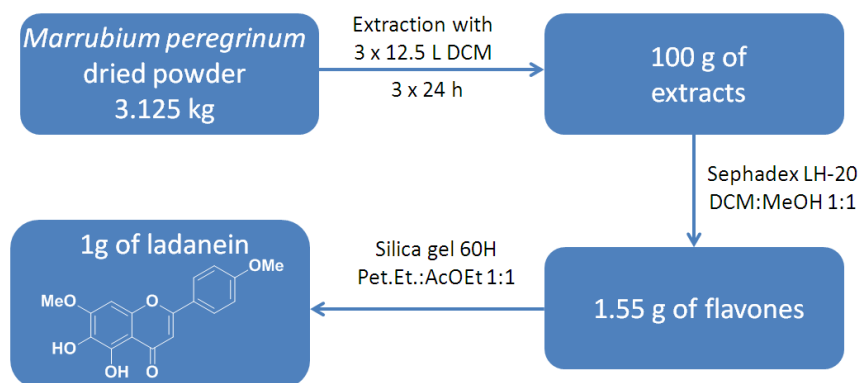 Marrubium peregrinum
dried powder
3.125 kg
Extraction with
3 x 12.5 L DCM
3 x 24 h
100 g of
extracts
Sephadex LH-20
DCM:MeOH 1:1
1.55 g of flavones
Silica gel 60H
Pet.Et.:AcOEt 1:1
1g of ladanein
OMe
MeO
O
HO
OH
O